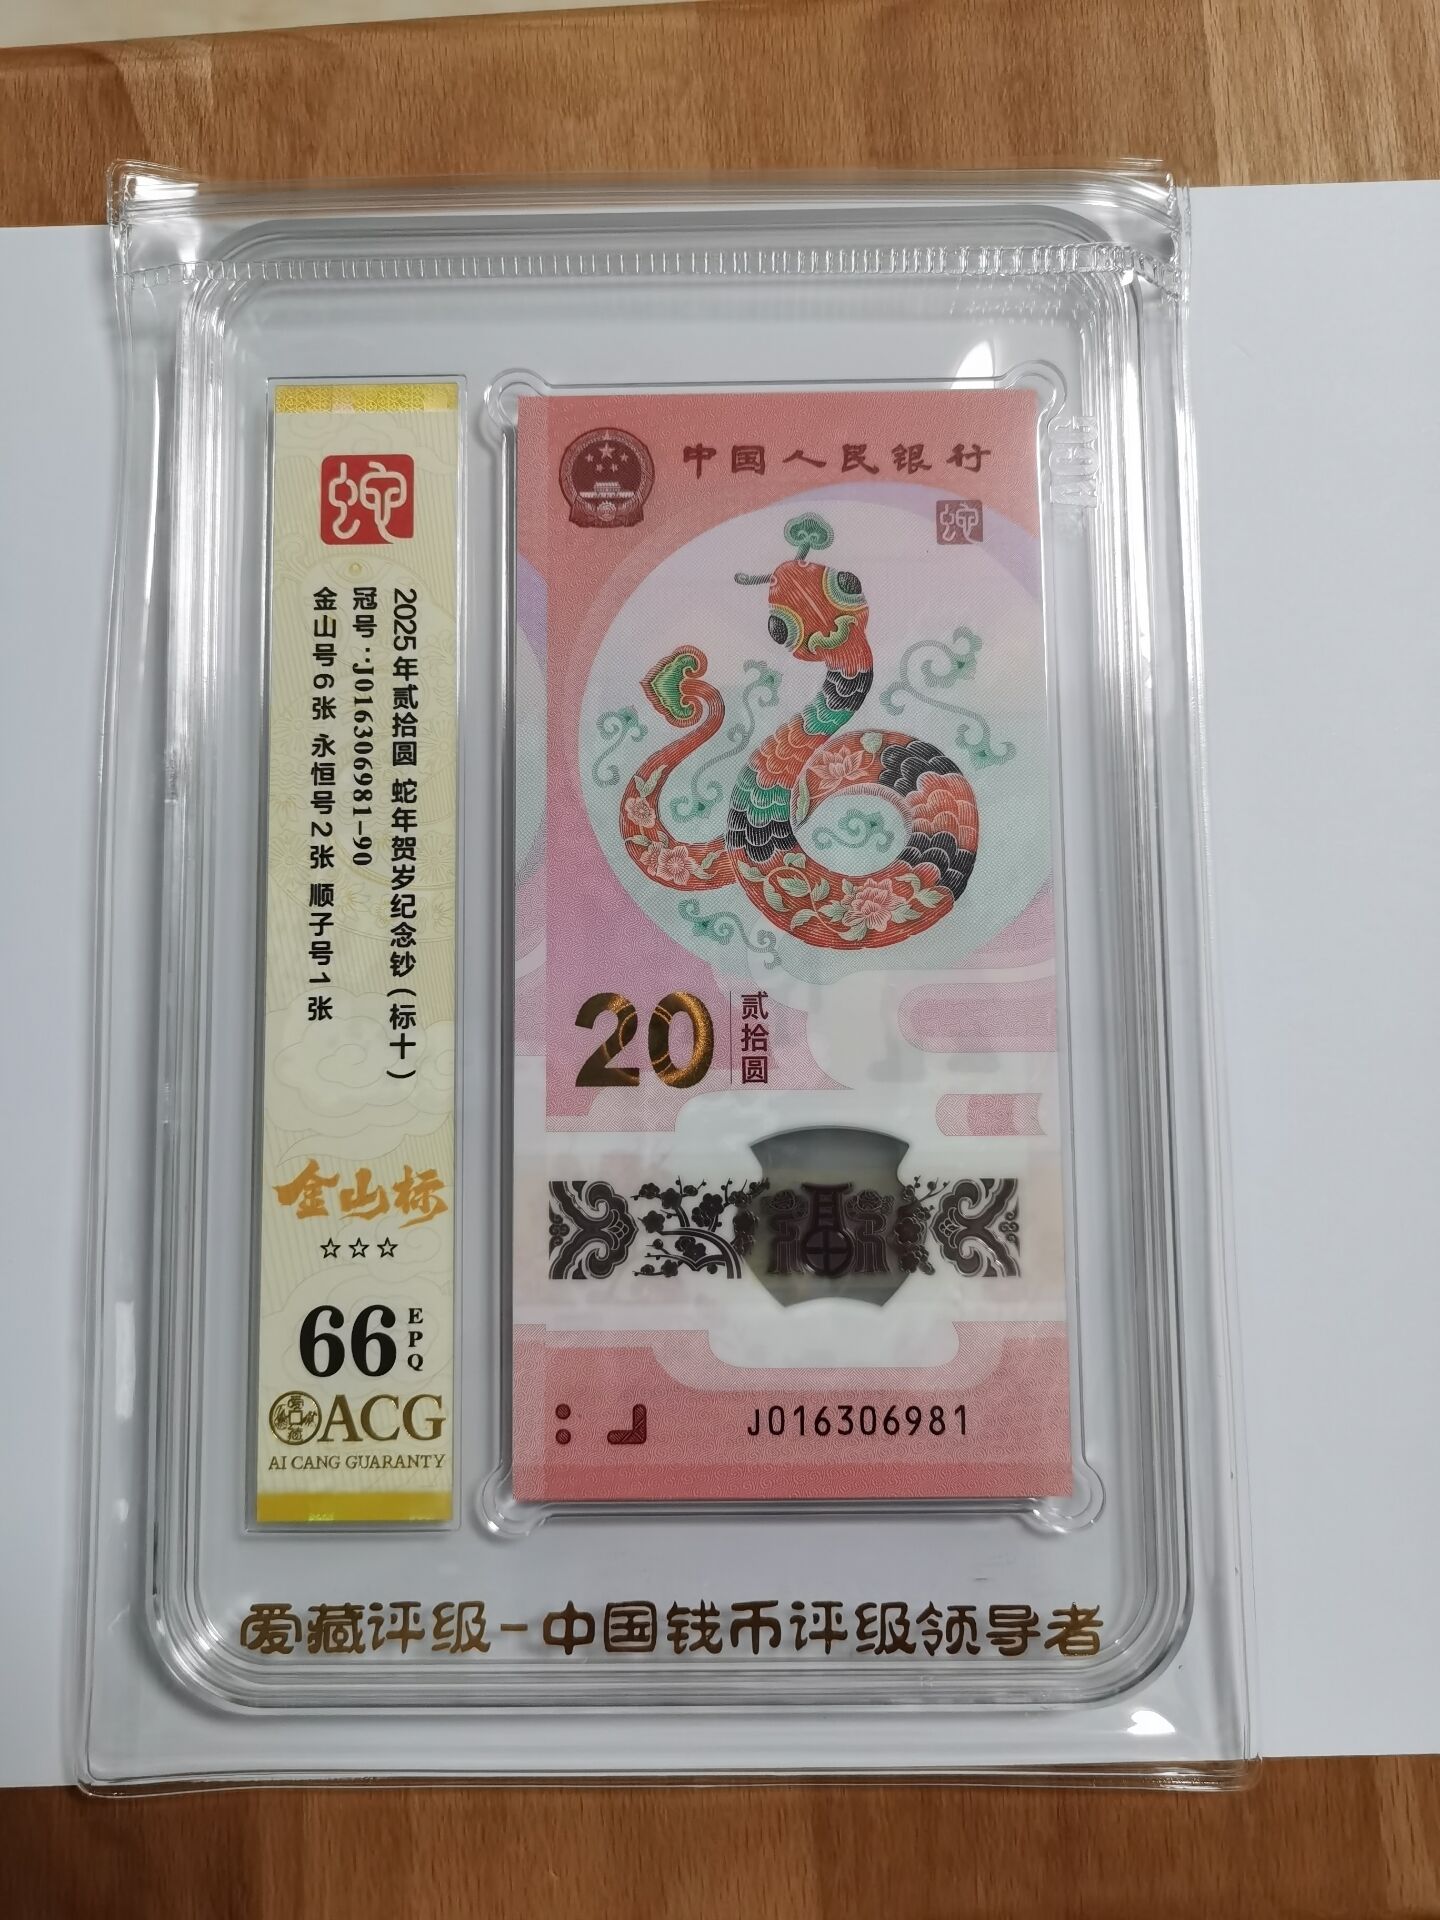 蛇
2025年贰拾圆 蛇年贺岁纪念钞(标十)
冠号:J016306981-90
金山号6张 永恒号2张 顺子号1张
金山标
☆☆☆
66 EPQ
爱藏
ACG
AI CANG GUARANTY
中国人民银行
蛇
20 贰拾圆
福
J016306981
ACG
爱藏评级-中国钱币评级领导者